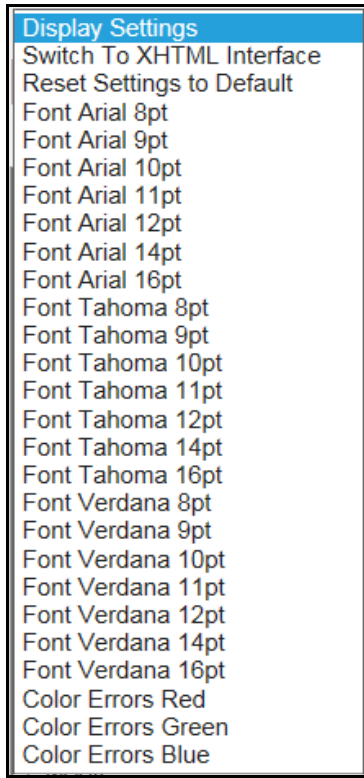 Display Settings
Switch To XHTML Interface
Reset Settings to Default
Font Arial 8pt
Font Arial 9pt
Font Arial 10pt
Font Arial 11pt
Font Arial 12pt
Font Arial 14pt
Font Arial 16pt
Font Tahoma 8pt
Font Tahoma 9pt
Font Tahoma 10pt
Font Tahoma 11pt
Font Tahoma 12pt
Font Tahoma 14pt
Font Tahoma 16pt
Font Verdana 8pt
Font Verdana 9pt
Font Verdana 10pt
Font Verdana 11pt
Font Verdana 12pt
Font Verdana 14pt
Font Verdana 16pt
Color Errors Red
Color Errors Green
Color Errors Blue